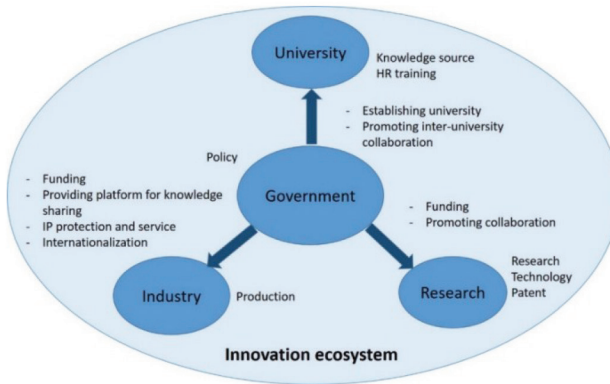 University
Knowledge source
HR training
- Establishing university
- Promoting inter-university
collaboration
Policy
Government
- Funding
- Providing platform for knowledge
sharing
- IP protection and service
- Internationalization
- Funding
- Promoting collaboration
Industry
Production
Research
Research
Technology
Patent
Innovation ecosystem